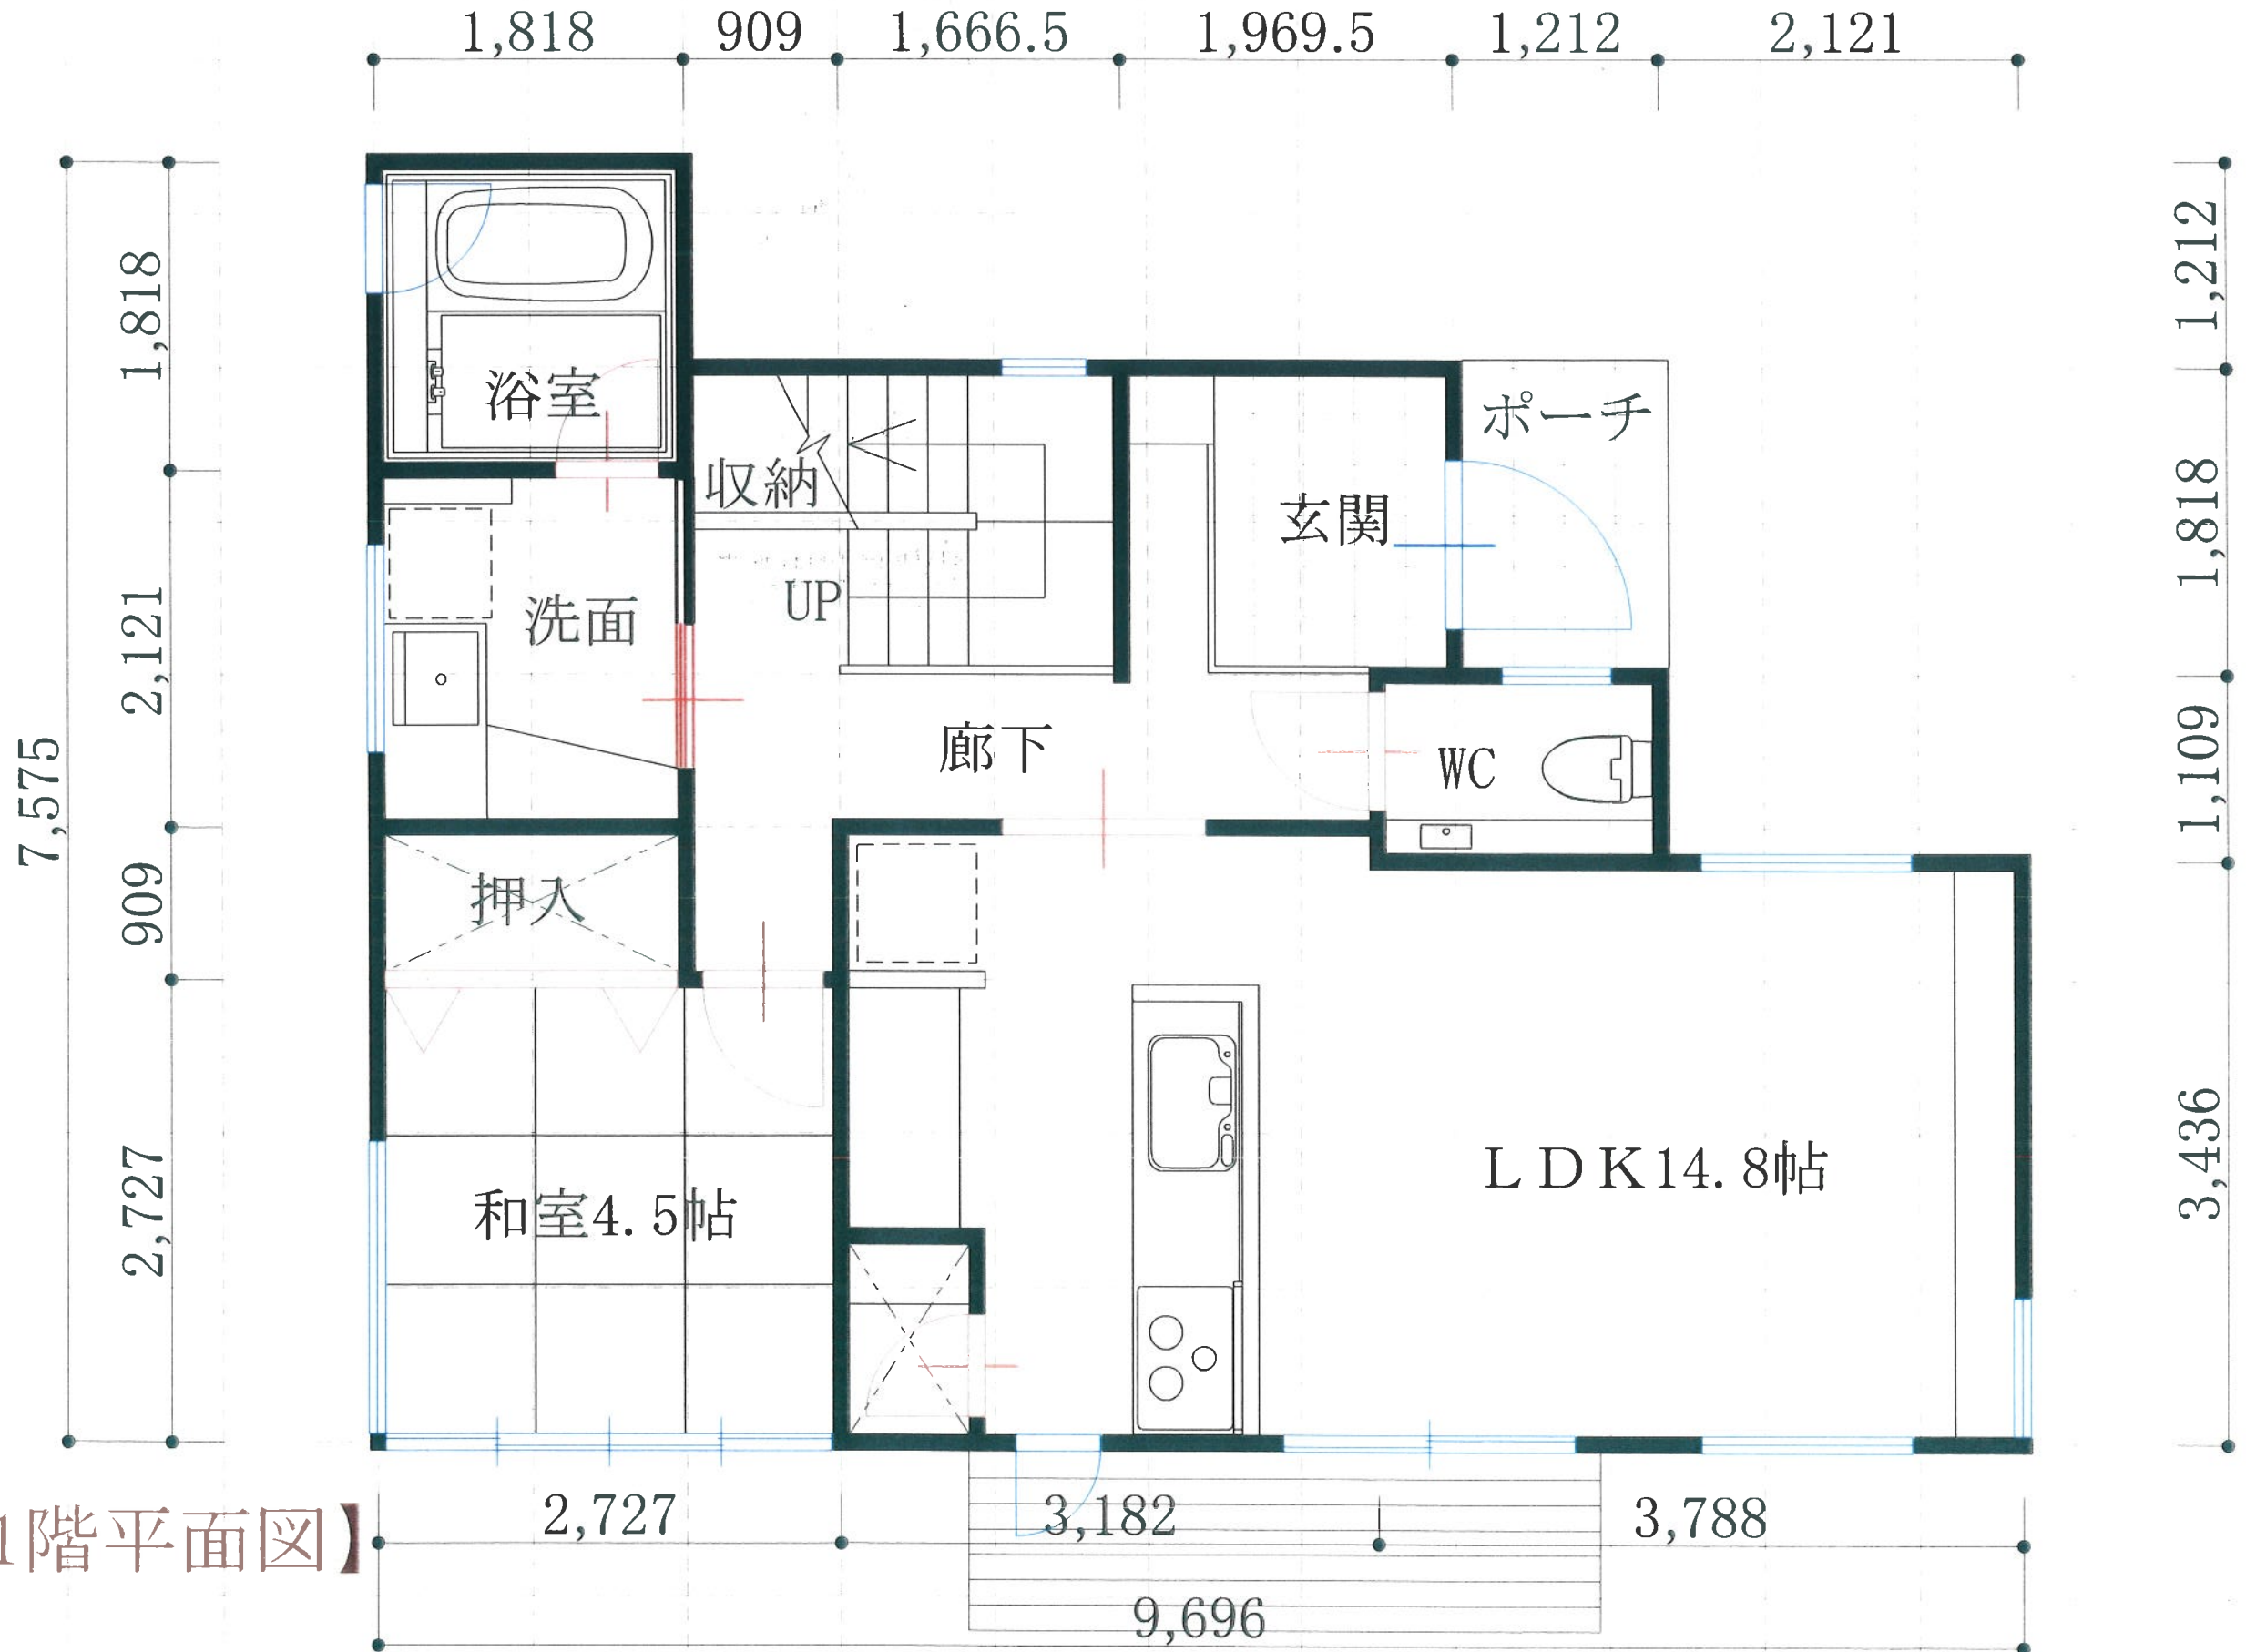 1,818 909 1,666.5 1,969.5 1,212 2,121
1,818
2,121
909
2,727
7,575
1,212
1,818
1,109
3,436
浴室
収納
UP
玄関
ポーチ
洗面
廊下
WC
押入
和室4.5帖
LDK14.8帖
2,727 3,182 3,788
9,696
1階平面図】